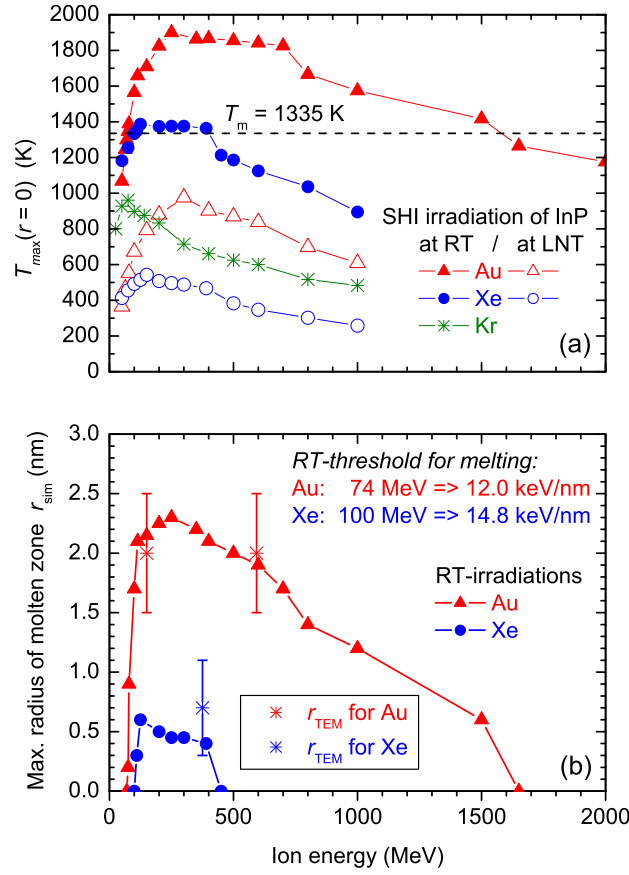 2000
1800
1600
1400
1200
1000
800
600
400
200
0
T_max(r = 0) (K)
T_m = 1335 K
SHI irradiation of InP
at RT / at LNT
Au
Xe
Kr
(a)
3.0
2.5
2.0
1.5
1.0
0.5
0.0
Max. radius of molten zone r_sim (nm)
RT-threshold for melting:
Au: 74 MeV => 12.0 keV/nm
Xe: 100 MeV => 14.8 keV/nm
RT-irradiations
Au
Xe
r_TEM for Au
r_TEM for Xe
(b)
0 500 1000 1500 2000
Ion energy (MeV)